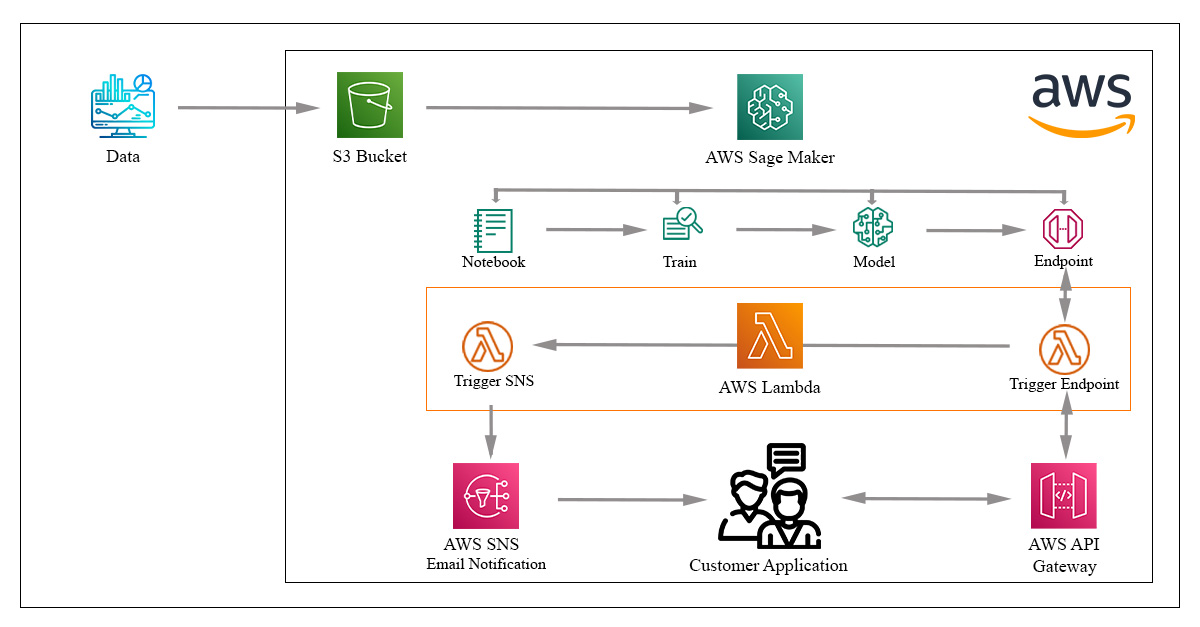 aws
Data
S3 Bucket
AWS Sage Maker
Notebook
Train
Model
Endpoint
Trigger SNS
AWS Lambda
Trigger Endpoint
AWS SNS
Email Notification
Customer Application
AWS API
Gateway